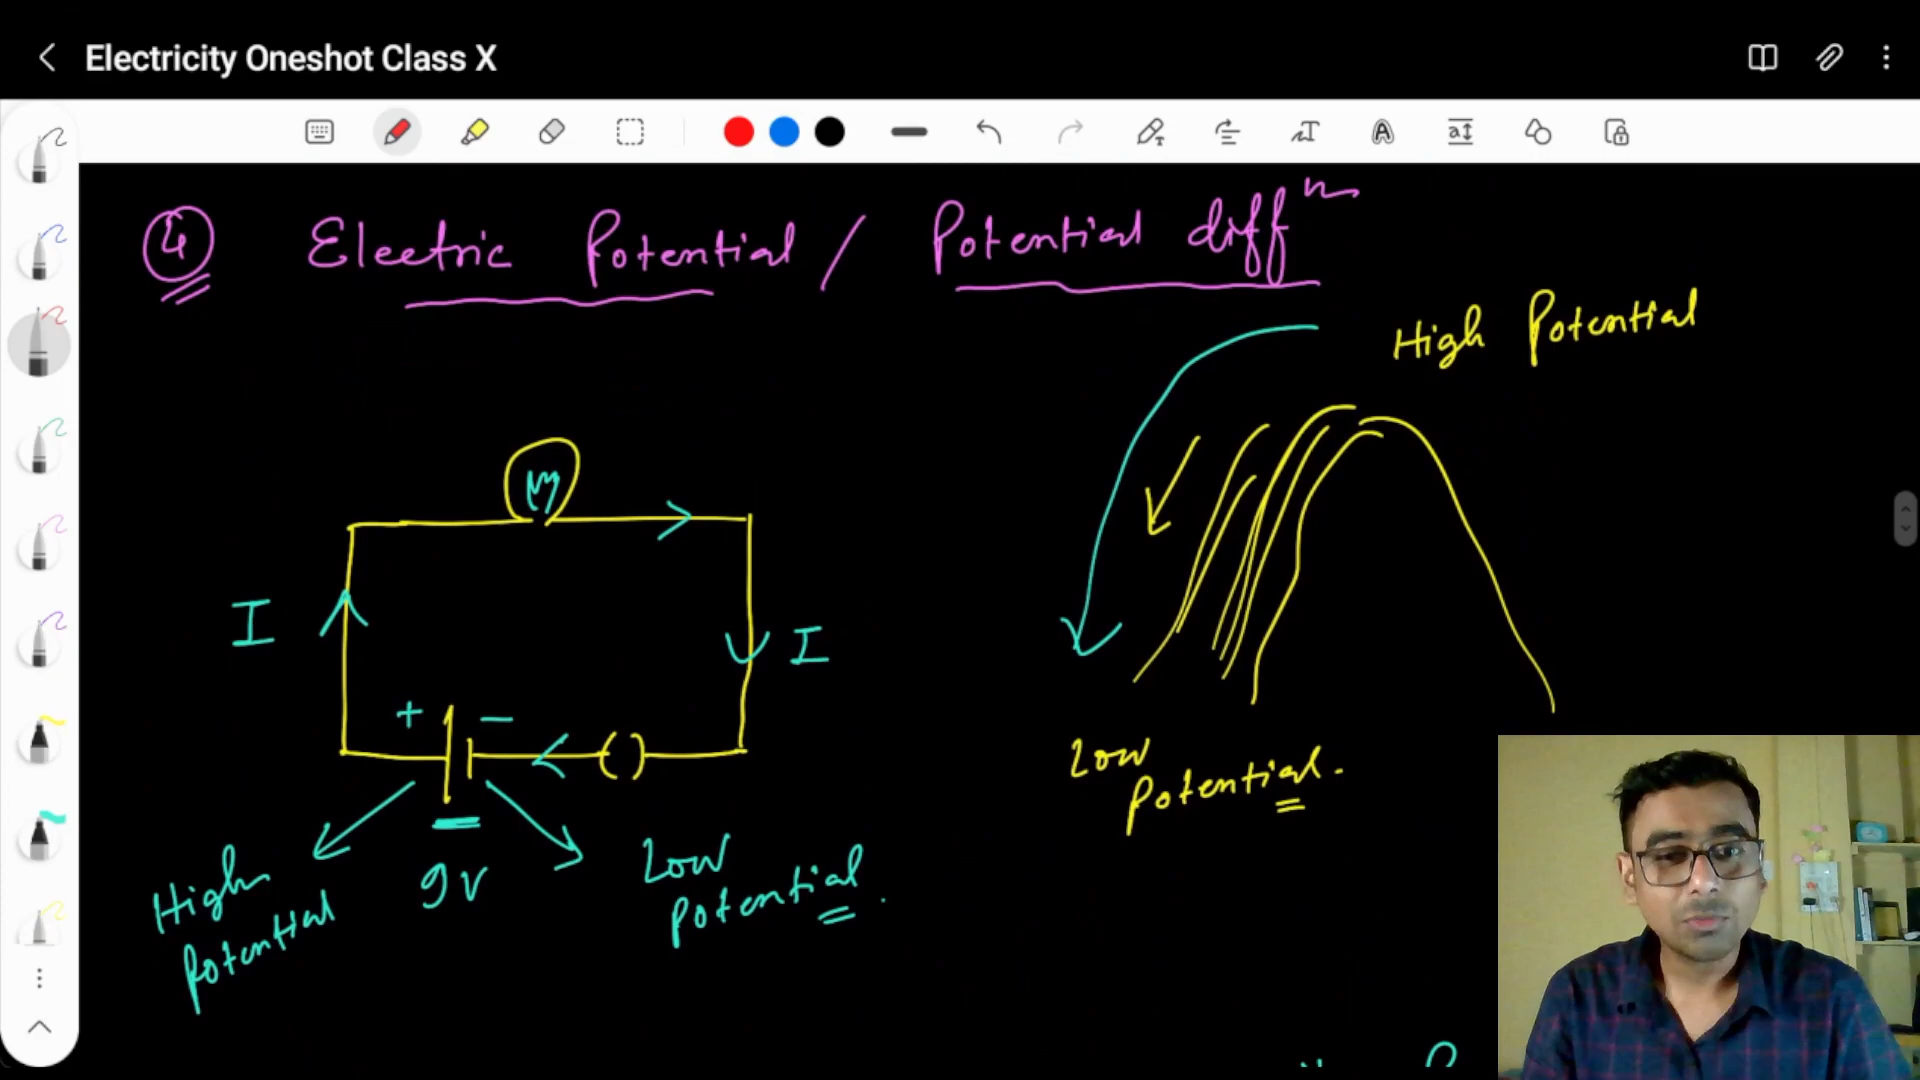 Electricity Oneshot Class X
4 Electric Potential / Potential diffn
High Potential
I
I
+ -
Low
Potential.
High
Potential
9V
Low
Potential.